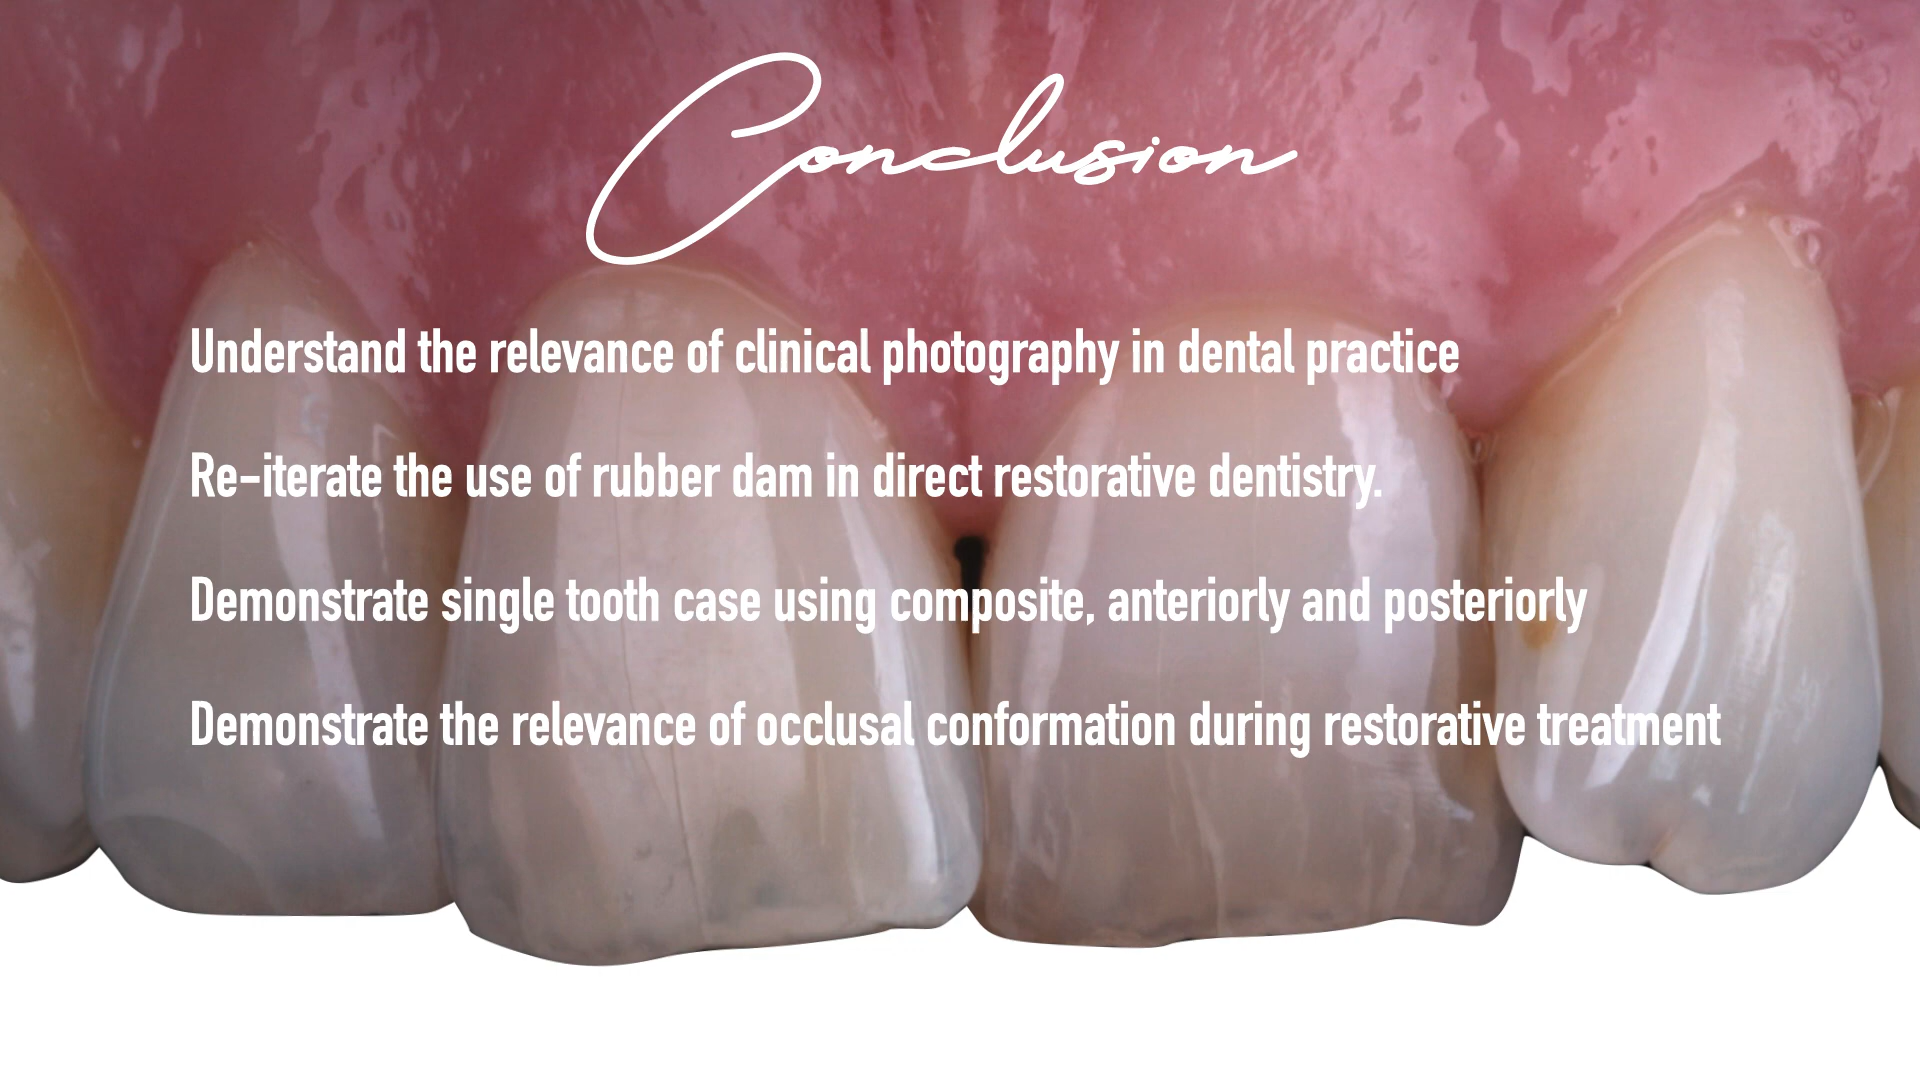 Conclusion
Understand the relevance of clinical photography in dental practice
Re-iterate the use of rubber dam in direct restorative dentistry.
Demonstrate single tooth case using composite, anteriorly and posteriorly
Demonstrate the relevance of occlusal conformation during restorative treatment